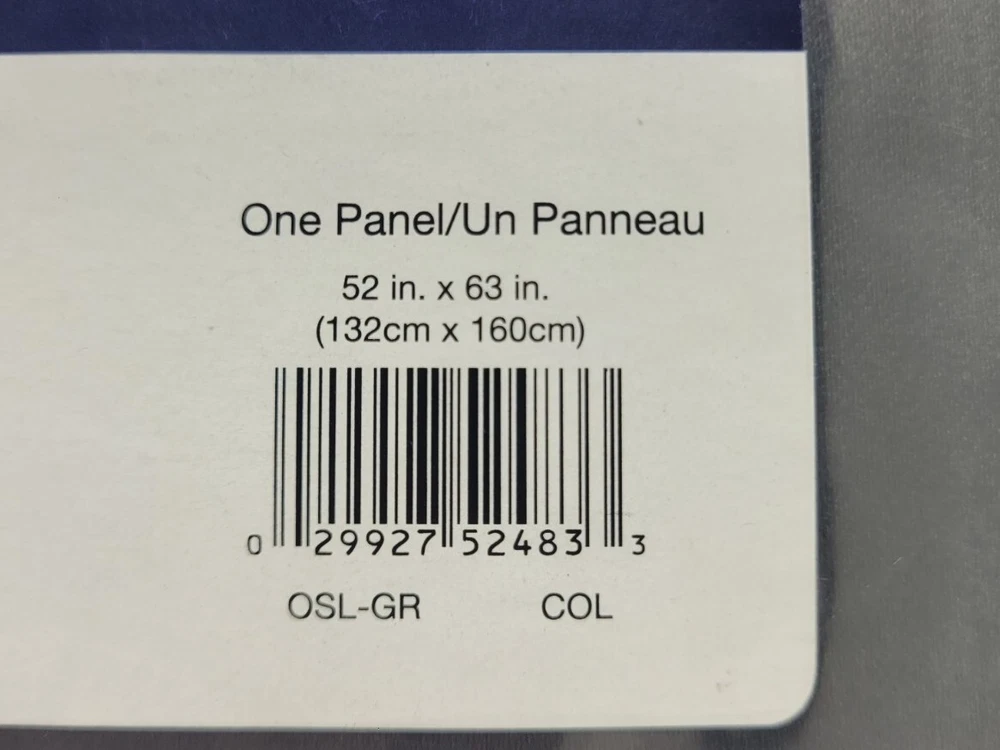 One Panel/Un Panneau
52 in. x 63 in.
(132cm x 160cm)
0 29927 52483 3
OSL-GR COL